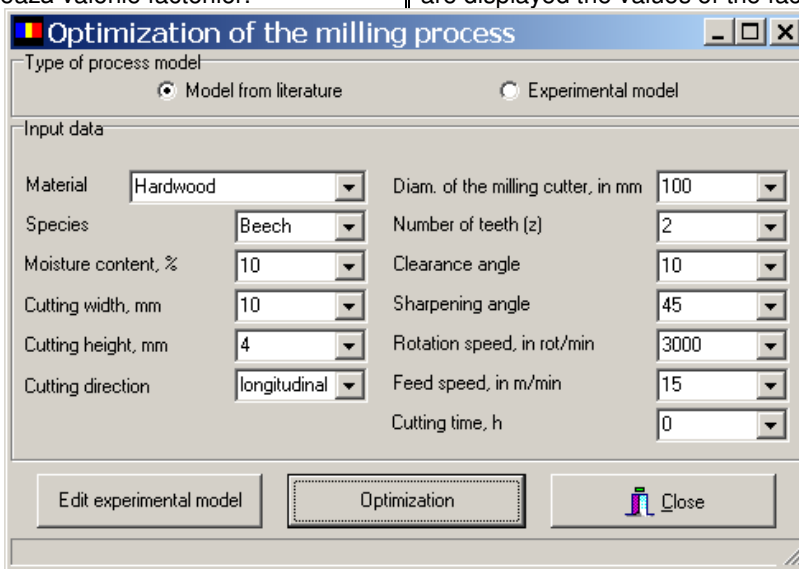 valorile factorilor.
are displayed the values of the
Optimization of the milling process
Type of process model
Model from literature Experimental model
Input data
Material Hardwood Diam. of the milling cutter, in mm 100
Species Beech Number of teeth (z) 2
Moisture content, % 10 Clearance angle 10
Cutting width, mm 10 Sharpening angle 45
Cutting height, mm 4 Rotation speed, in rot/min 3000
Cutting direction longitudinal Feed speed, in m/min 15
Cutting time, h 0
Edit experimental model Optimization Close